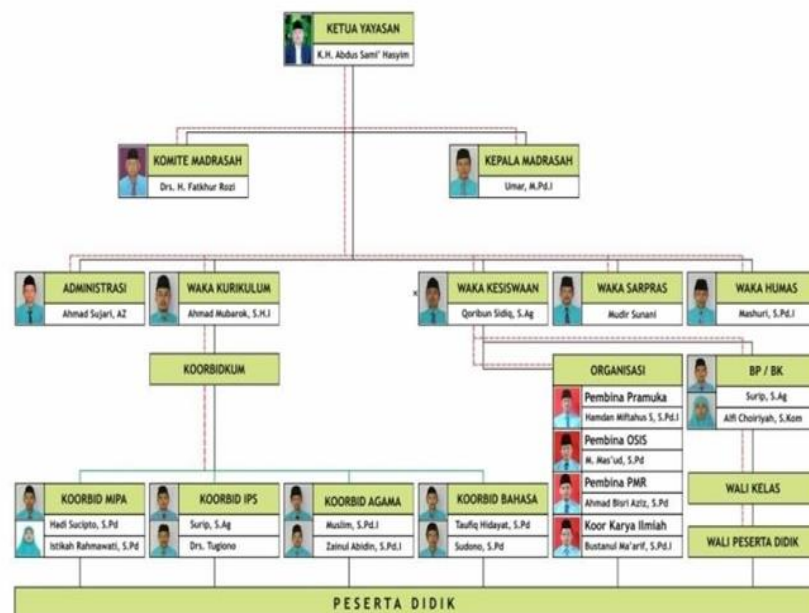 KETUA YAYASAN
K.H. Abdus Sami' Hasyim
KOMITE MADRASAH
Drs. H. Fatkhur Rozi
KEPALA MADRASAH
Umar, M.Pd.I
ADMINISTRASI
Ahmad Sujari, AZ
WAKA KURIKULUM
Ahmad Mubarok, S.H.I
WAKA KESISWAAN
Qoribun Sidiq, S.Ag
WAKA SARPRAS
Mudir Sunani
WAKA HUMAS
Mashuri, S.Pd.I
KOORBIDKUM
ORGANISASI
Pembina Pramuka
Hamdan Miftahus S, S.Pd.I
Pembina OSIS
M. Mas'ud, S.Pd
Pembina PMR
Ahmad Bisri Aziz, S.Pd
Koor Karya Ilmiah
Bustanul Ma'arif, S.Pd.I
BP / BK
Surip, S.Ag
Alfi Choiriyah, S.Kom
WALI KELAS
WALI PESERTA DIDIK
KOORBID MIPA
Hadi Sucipto, S.Pd
Istikah Rahmawati, S.Pd
KOORBID IPS
Surip, S.Ag
Drs. Tugiono
KOORBID AGAMA
Muslim, S.Pd.I
Zainul Abidin, S.Pd.I
KOORBID BAHASA
Taufiq Hidayat, S.Pd
Sudono, S.Pd
PESERTA DIDIK